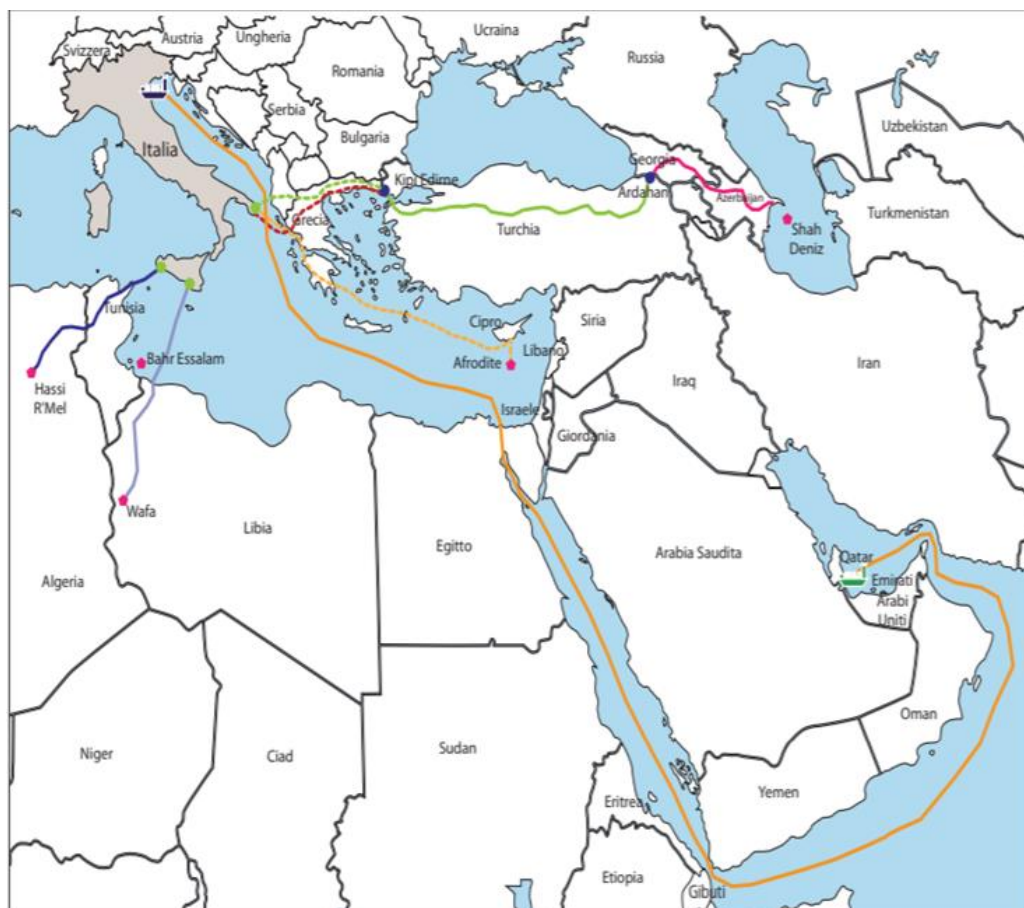 Ucraina
Austria
Ungheria
Svizzera
Russia
Romania
Serbia
Uzbekistan
Bulgaria
Italia
Georgia
Kipi Edirne
Ardahan
Azerbaijan
Turkmenistan
Grecia
Turchia
Shah
Deniz
Tunisia
Cipro
Siria
Libano
Bahr Essalam
Afrodite
Iran
Hassi
R'Mel
Iraq
Israele
Giordania
Wafa
Libia
Egitto
Arabia Saudita
Qatar
Algeria
Emirati
Arabi
Uniti
Oman
Niger
Ciad
Sudan
Yemen
Eritrea
Etiopia
Gibuti